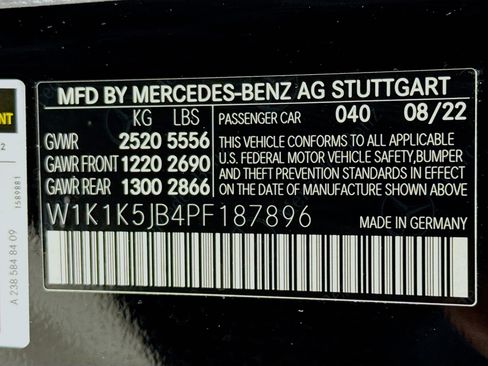 MFD BY MERCEDES-BENZ AG STUTTGART
KG LBS
GVWR 2520 5556
GAWR FRONT 1220 2690
GAWR REAR 1300 2866
PASSENGER CAR 040 08/22
THIS VEHICLE CONFORMS TO ALL APPLICABLE
U.S. FEDERAL MOTOR VEHICLE SAFETY,BUMPER
AND THEFT PREVENTION STANDARDS IN EFFECT
ON THE DATE OF MANUFACTURE SHOWN ABOVE
W1K1K5JB4PF187896
MADE IN GERMANY
1589881
A 238 584 84 09